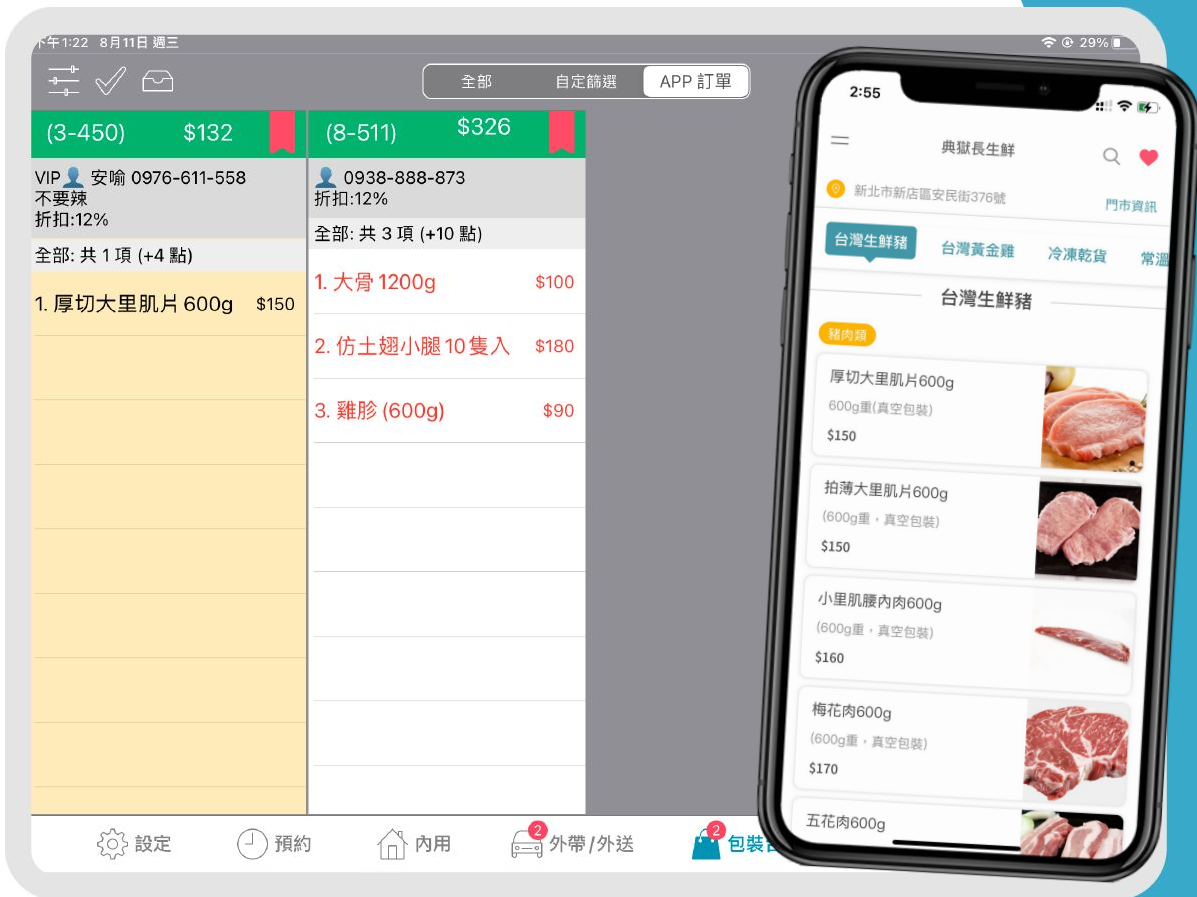 下午1:22 8月11日 週三
29%
全部 自定篩選 APP 訂單
(3-450) $132
VIP 安喻 0976-611-558
不要辣
折扣:12%
全部: 共 1 項 (+4 點)
1. 厚切大里肌片 600g $150
(8-511) $326
0938-888-873
折扣:12%
全部: 共 3 項 (+10 點)
1. 大骨 1200g $100
2. 仿土翅小腿 10 隻入 $180
3. 雞胗 (600g) $90
設定
預約
內用
2
外帶/外送
2
包裝
2:55
典獄長生鮮
新北市新店區安民街376號
門市資訊
台灣生鮮豬 台灣黃金雞 冷凍乾貨 常溫
台灣生鮮豬
豬肉類
厚切大里肌片600g
600g重(真空包裝)
$150
拍薄大里肌片600g
(600g重，真空包裝)
$150
小里肌腰內肉600g
(600g重，真空包裝)
$160
梅花肉600g
(600g重，真空包裝)
$170
五花肉600g